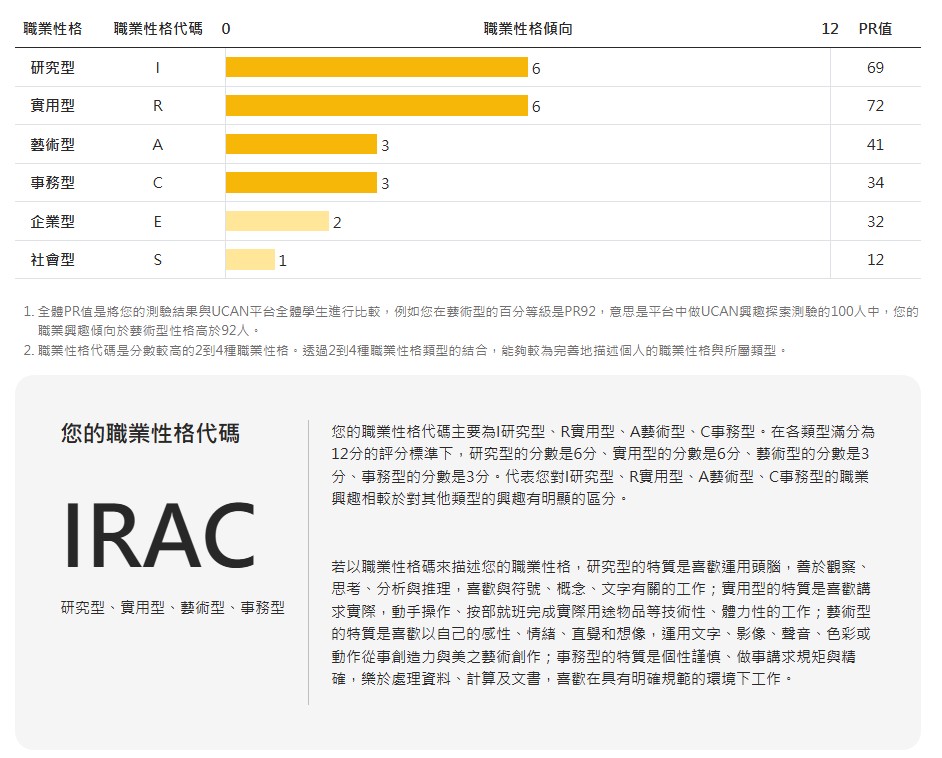 職業性格 職業性格代碼 0 職業性格傾向 12 PR值
研究型 I 6 69
實用型 R 6 72
藝術型 A 3 41
事務型 C 3 34
企業型 E 2 32
社會型 S 1 12
1. 全體PR值是將您的測驗結果與UCAN平台全體學生進行比較，例如您在藝術型的百分等級是PR92，意思是平台中做UCAN興趣探索測驗的100人中，您的
職業興趣傾向於藝術型性格高於92人。
2. 職業性格代碼是分數較高的2到4種職業性格。透過2到4種職業性格類型的結合，能夠較為完善地描述個人的職業性格與所屬類型。
您的職業性格代碼
IRAC
研究型、實用型、藝術型、事務型
您的職業性格代碼主要為I研究型、R實用型、A藝術型、C事務型。在各類型滿分為
12分的評分標準下，研究型的分數是6分、實用型的分數是6分、藝術型的分數是3
分、事務型的分數是3分。代表您對I研究型、R實用型、A藝術型、C事務型的職業
興趣相較於對其他類型的興趣有明顯的區分。
若以職業性格碼來描述您的職業性格，研究型的特質是喜歡運用頭腦，善於觀察、
思考、分析與推理，喜歡與符號、概念、文字有關的工作；實用型的特質是喜歡講
求實際，動手操作、按部就班完成實際用途物品等技術性、體力性的工作；藝術型
的特質是喜歡以自己的感性、情緒、直覺和想像，運用文字、影像、聲音、色彩或
動作從事創造力與美之藝術創作；事務型的特質是個性謹慎、做事講求規矩與精
確，樂於處理資料、計算及文書，喜歡在具有明確規範的環境下工作。